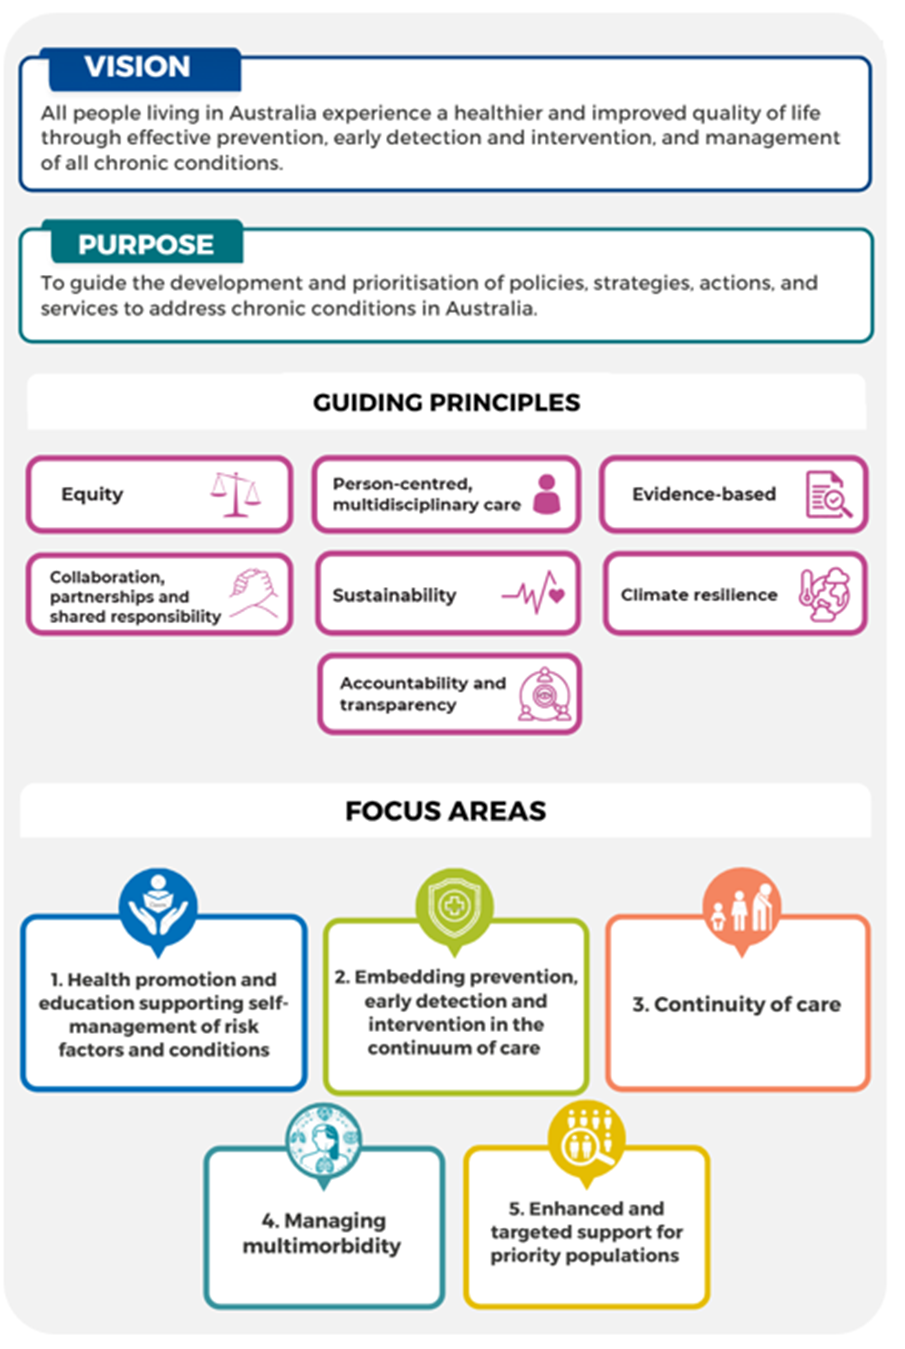 VISION
All people living in Australia experience a healthier and improved quality of life
through effective prevention, early detection and intervention, and management
of all chronic conditions.
PURPOSE
To guide the development and prioritisation of policies, strategies, actions, and
services to address chronic conditions in Australia.
GUIDING PRINCIPLES
Equity
Person-centred,
multidisciplinary care
Evidence-based
Collaboration,
partnerships and
shared responsibility
Sustainability
Climate resilience
Accountability and
transparency
FOCUS AREAS
1. Health promotion and
education supporting self-
management of risk
factors and conditions
2. Embedding prevention,
early detection and
intervention in the
continuum of care
3. Continuity of care
4. Managing
multimorbidity
5. Enhanced and
targeted support for
priority populations